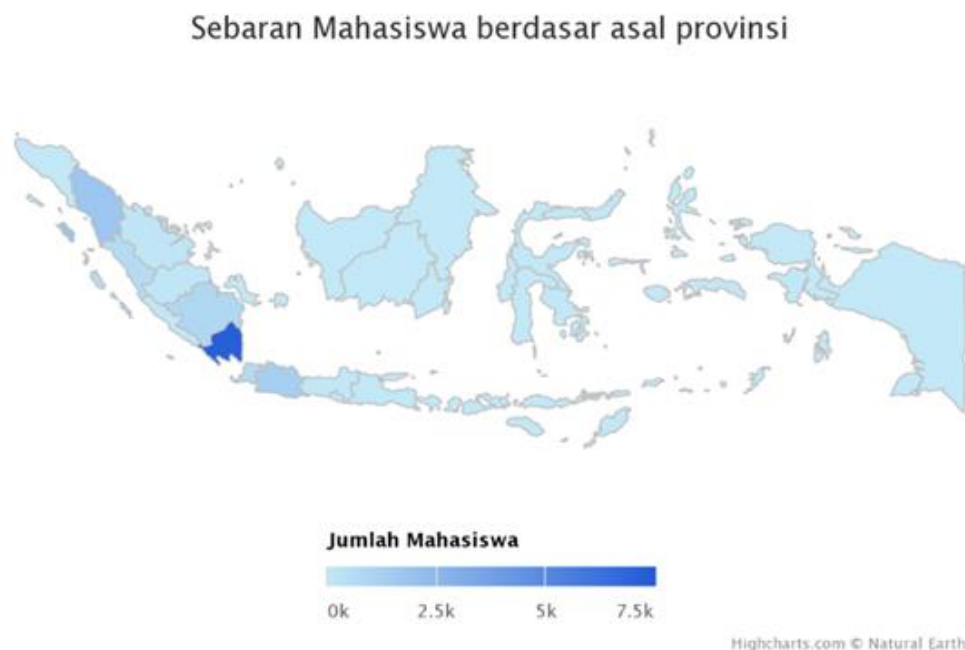 Sebaran Mahasiswa berdasar asal provinsi
Jumlah Mahasiswa
0k 2.5k 5k 7.5k
Highcharts.com © Natural Earth